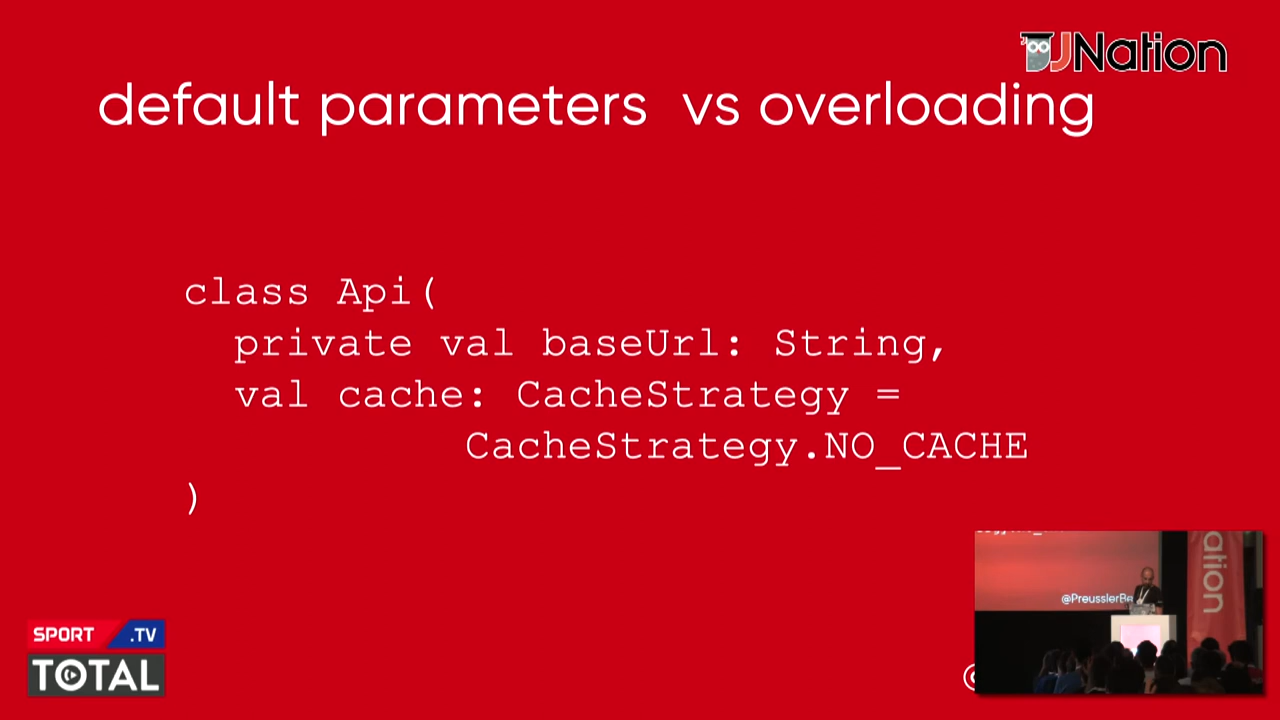 JNation
default parameters vs overloading
class Api(
private val baseUrl: String,
val cache: CacheStrategy =
CacheStrategy.NO_CACHE
)
ation
@PreusslerBe
SPORT .TV
TOTAL
@